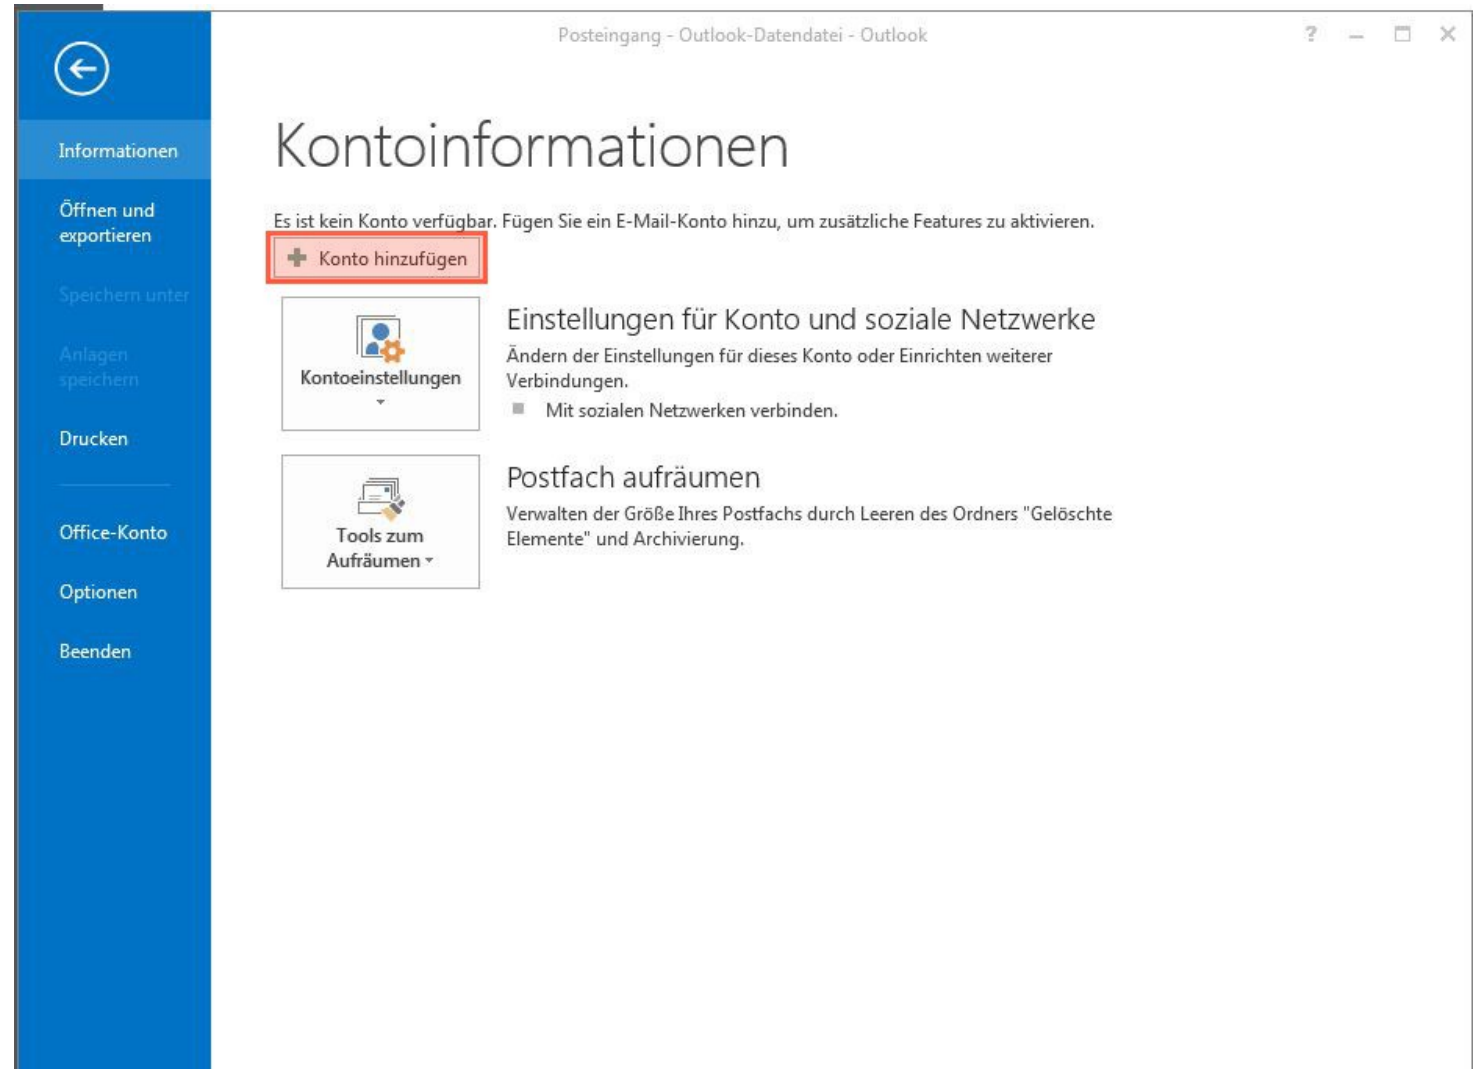 Posteingang - Outlook-Datendatei - Outlook
Informationen
Öffnen und
exportieren
Speichern unter
Anlagen
speichern
Drucken
Office-Konto
Optionen
Beenden
Kontoinformationen
Es ist kein Konto verfügbar. Fügen Sie ein E-Mail-Konto hinzu, um zusätzliche Features zu aktivieren.
Konto hinzufügen
Kontoeinstellungen
Einstellungen für Konto und soziale Netzwerke
Ändern der Einstellungen für dieses Konto oder Einrichten weiterer
Verbindungen.
Mit sozialen Netzwerken verbinden.
Tools zum
Aufräumen
Postfach aufräumen
Verwalten der Größe Ihres Postfachs durch Leeren des Ordners "Gelöschte
Elemente" und Archivierung.